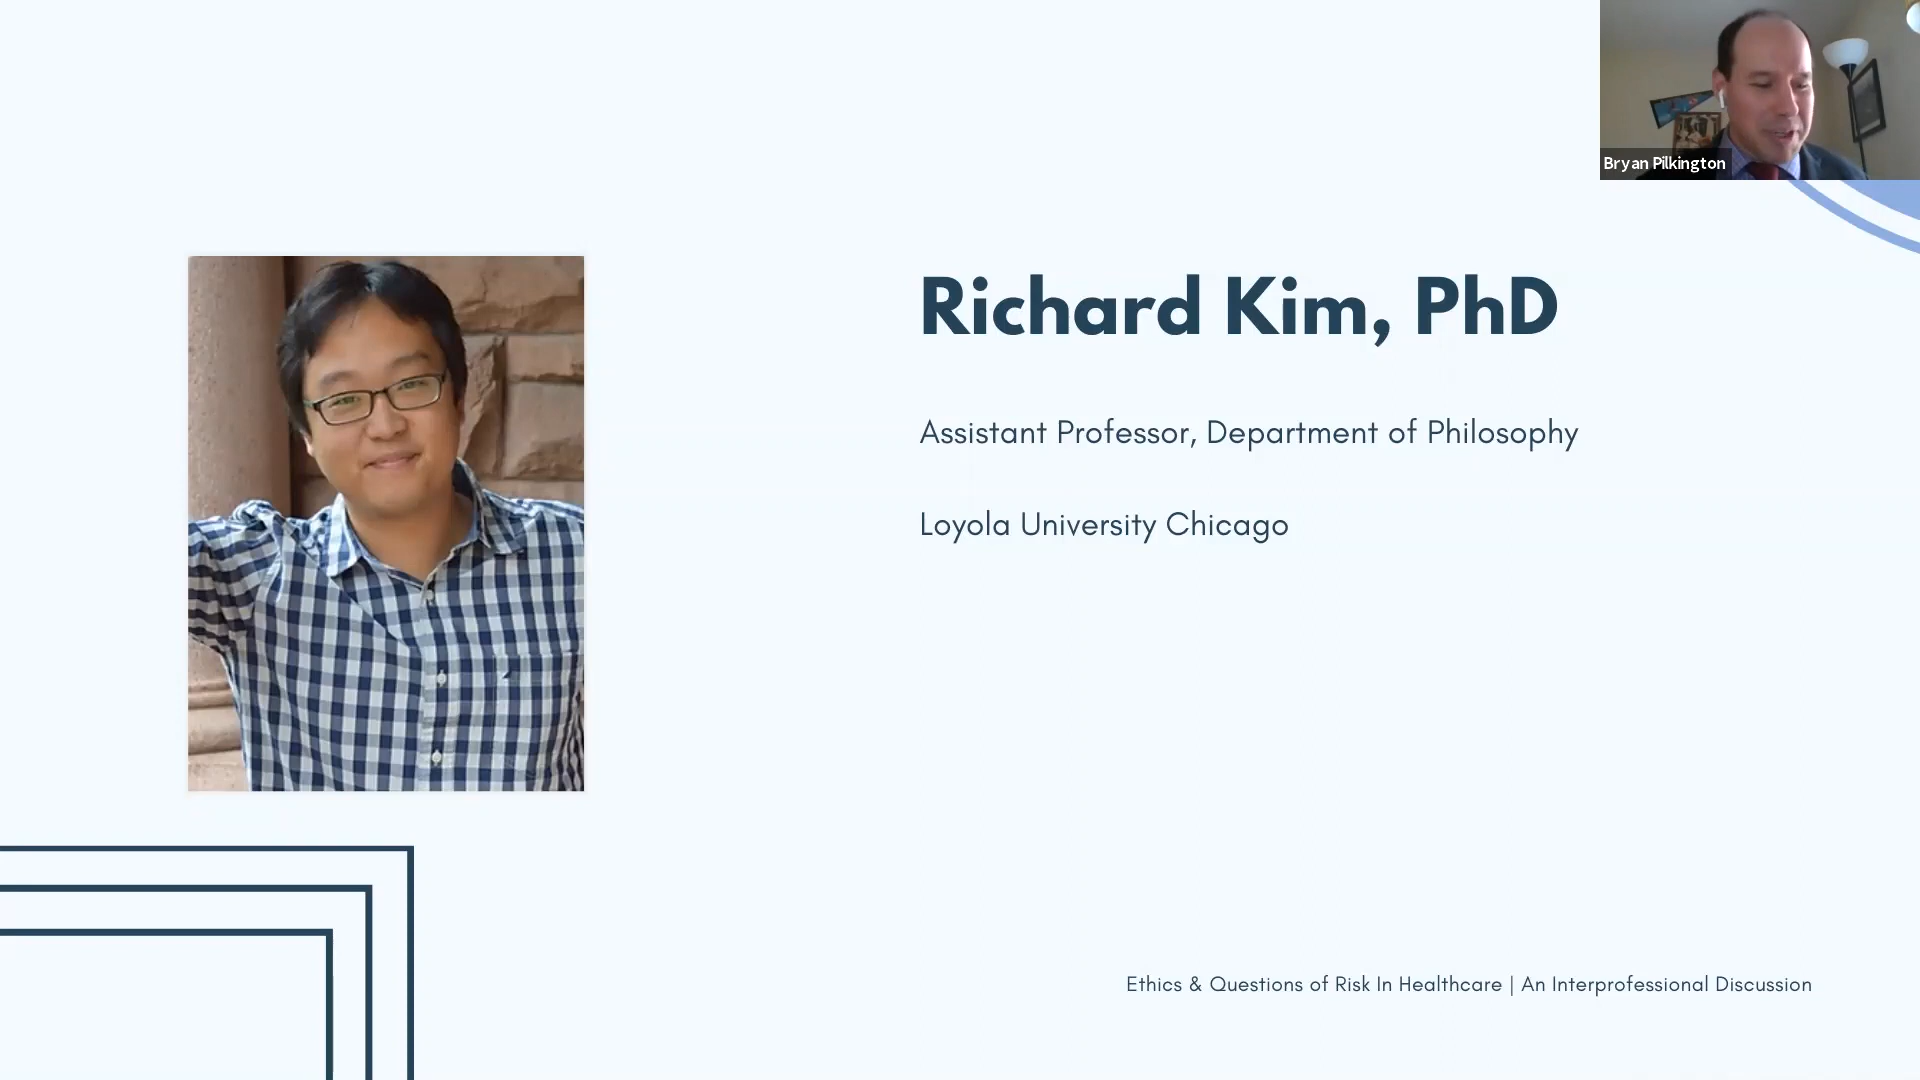 Bryan Pilkington
Richard Kim, PhD
Assistant Professor, Department of Philosophy
Loyola University Chicago
Ethics & Questions of Risk In Healthcare | An Interprofessional Discussion